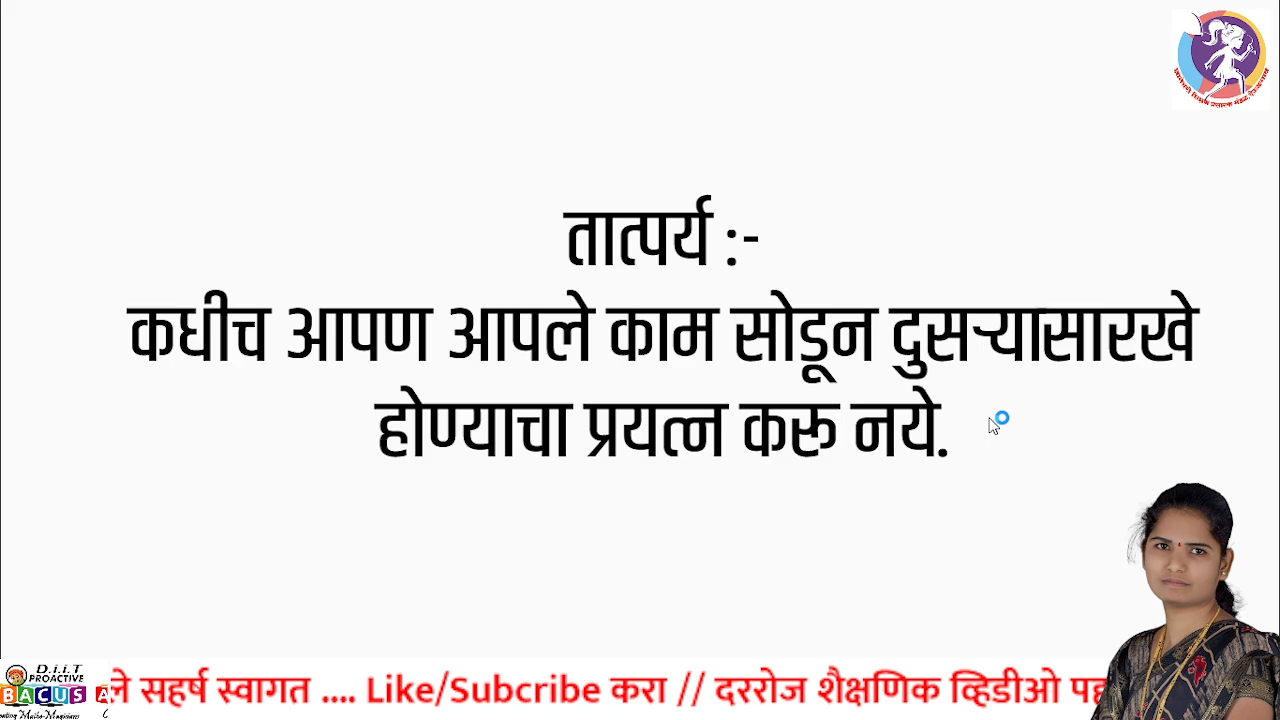 तात्पर्य :-
कधीच आपण आपले काम सोडून दुसऱ्यासारखे
होण्याचा प्रयत्न करू नये.
D.i.i.T
PROACTIVE
BACUS A
ले सहर्ष स्वागत .... Like/Subcribe करा // दररोज शैक्षणिक व्हिडीओ